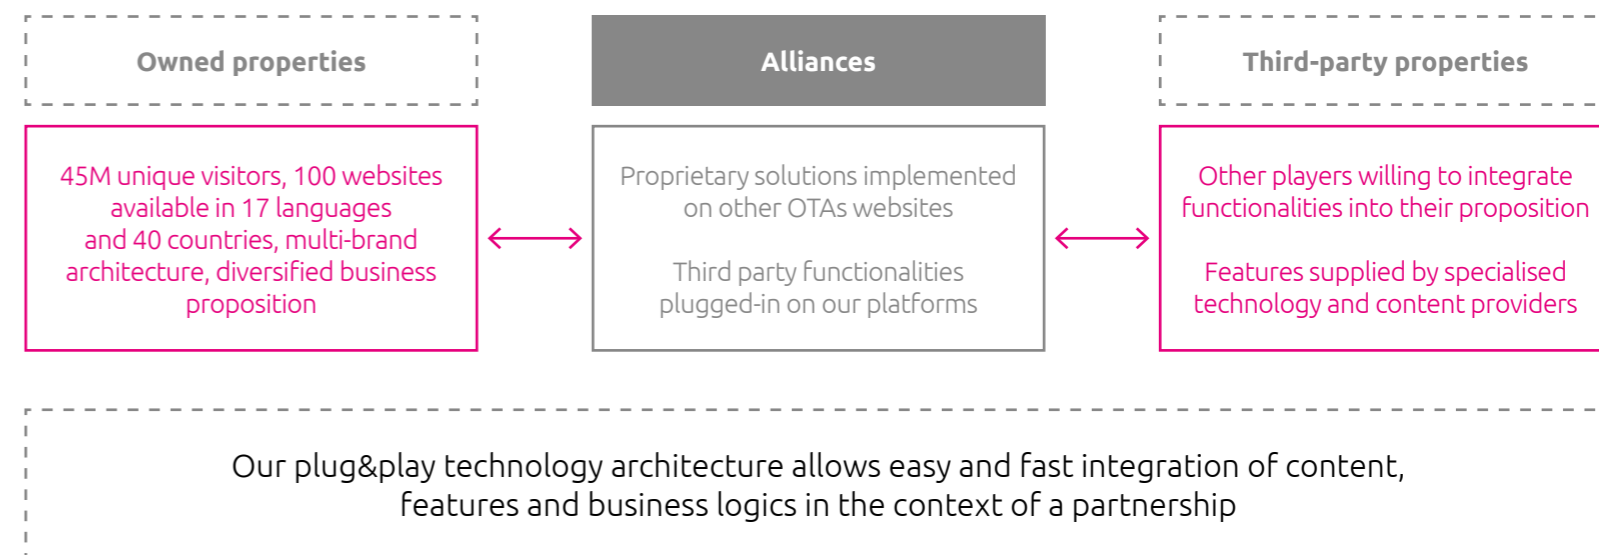 Owned properties
Alliances
Third-party properties
45M unique visitors, 100 websites
available in 17 languages
and 40 countries, multi-brand
architecture, diversified business
proposition
Proprietary solutions implemented
on other OTAs websites
Third party functionalities
plugged-in on our platforms
Other players willing to integrate
functionalities into their proposition
Features supplied by specialised
technology and content providers
Our plug&play technology architecture allows easy and fast integration of content,
features and business logics in the context of a partnership